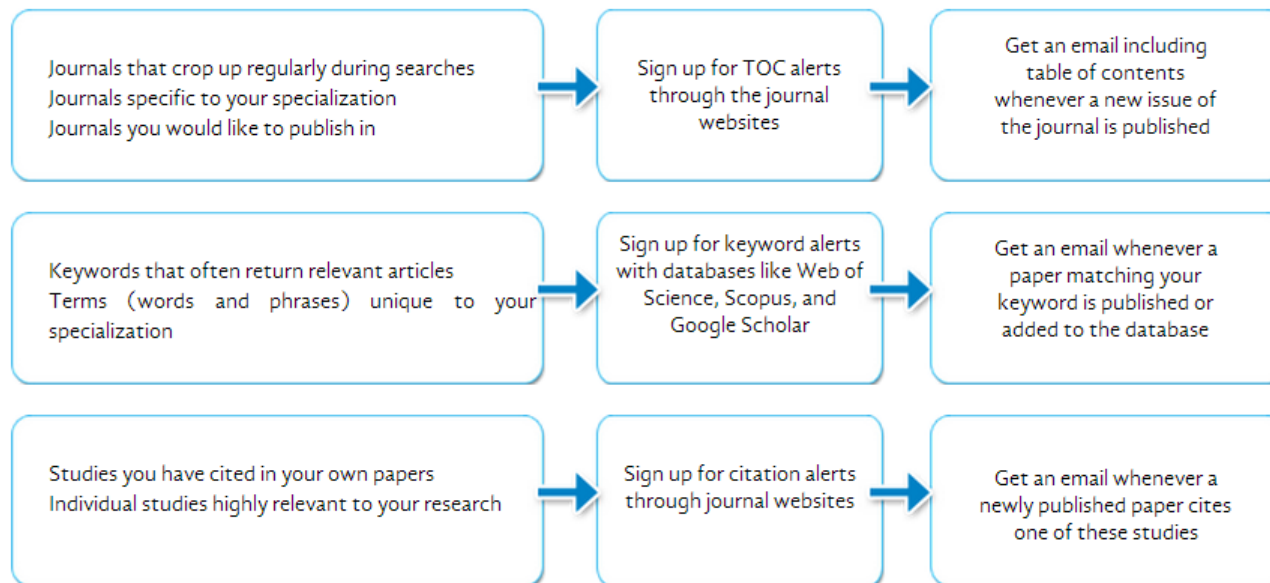 Journals that crop up regularly during searches
Journals specific to your specialization
Journals you would like to publish in
Sign up for TOC alerts
through the journal
websites
Get an email including
table of contents
whenever a new issue of
the journal is published
Keywords that often return relevant articles
Terms (words and phrases) unique to your
specialization
Sign up for keyword alerts
with databases like Web of
Science, Scopus, and
Google Scholar
Get an email whenever a
paper matching your
keyword is published or
added to the database
Studies you have cited in your own papers
Individual studies highly relevant to your research
Sign up for citation alerts
through journal websites
Get an email whenever a
newly published paper cites
one of these studies